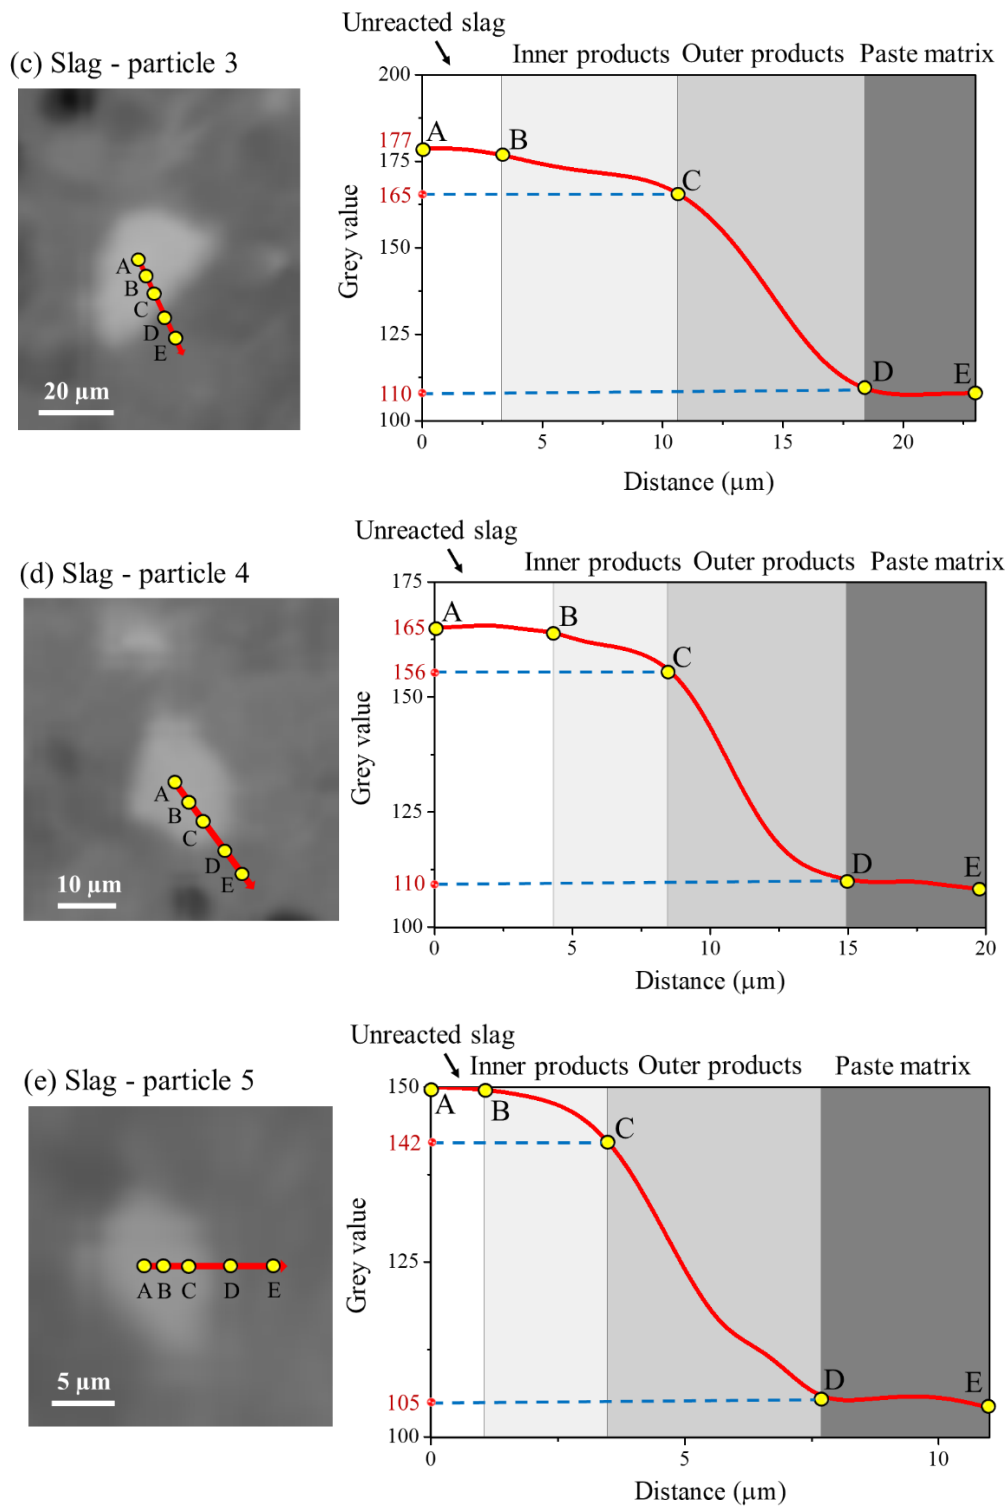 (c) Slag - particle 3
A
B
C
D
E
20 µm
Unreacted slag
Inner products
Outer products
Paste matrix
200
177
175
165
150
125
110
100
A
B
C
D
E
0
5
10
15
20
Grey value
Distance (µm)
(d) Slag - particle 4
A
B
C
D
E
10 µm
Unreacted slag
Inner products
Outer products
Paste matrix
175
165
156
150
125
110
100
A
B
C
D
E
0
5
10
15
20
Grey value
Distance (µm)
(e) Slag - particle 5
A B C D E
5 µm
Unreacted slag
Inner products
Outer products
Paste matrix
150
142
125
105
100
A
B
C
D
E
0
5
10
Grey value
Distance (µm)